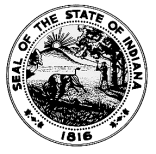 SEAL OF THE STATE OF INDIANA
1816